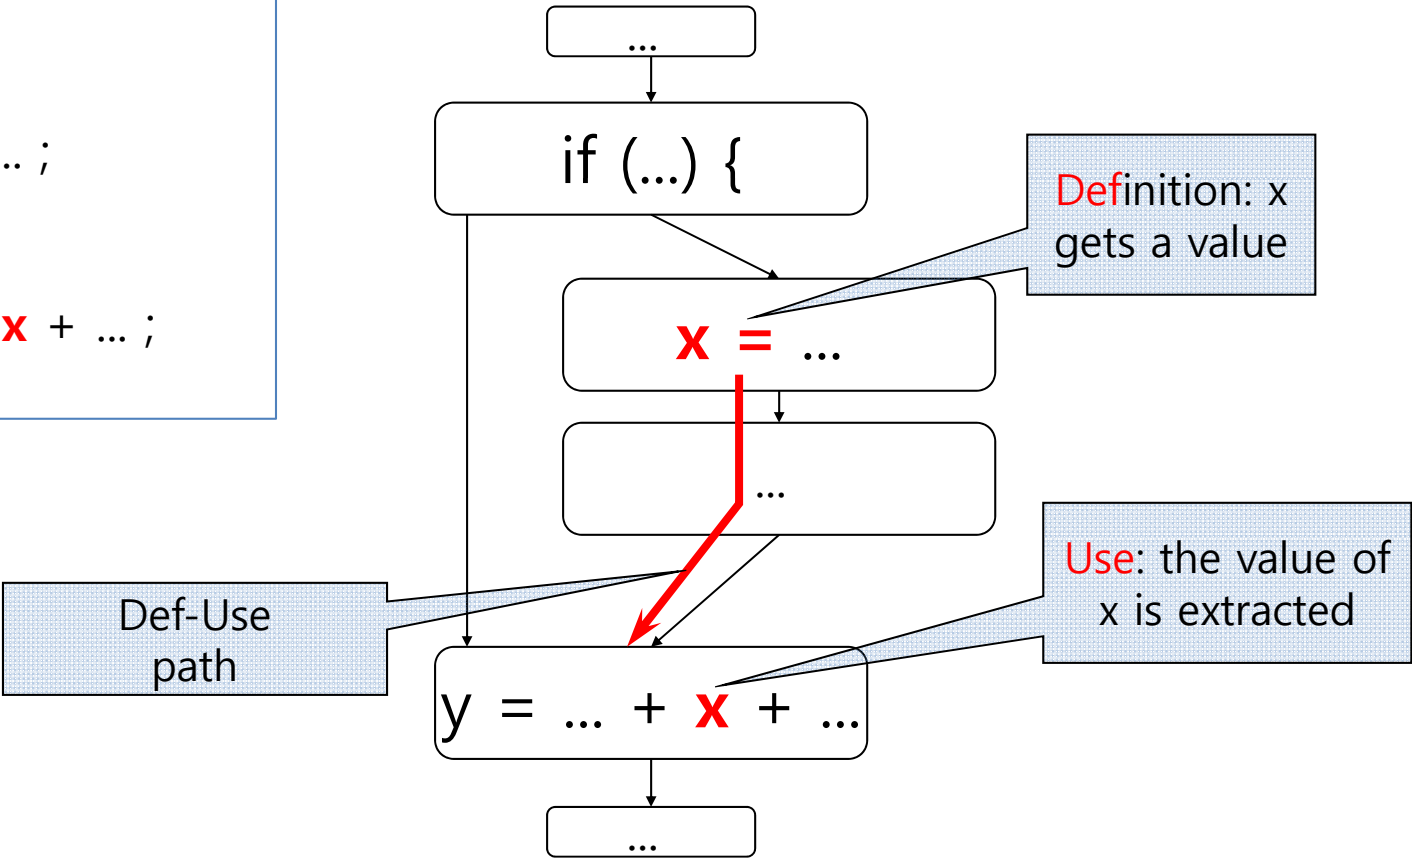 .. ;
x + ... ;
...
if (...) {
Definition: x
gets a value
x = ...
...
Use: the value of
x is extracted
Def-Use
path
y = ... + x + ...
...